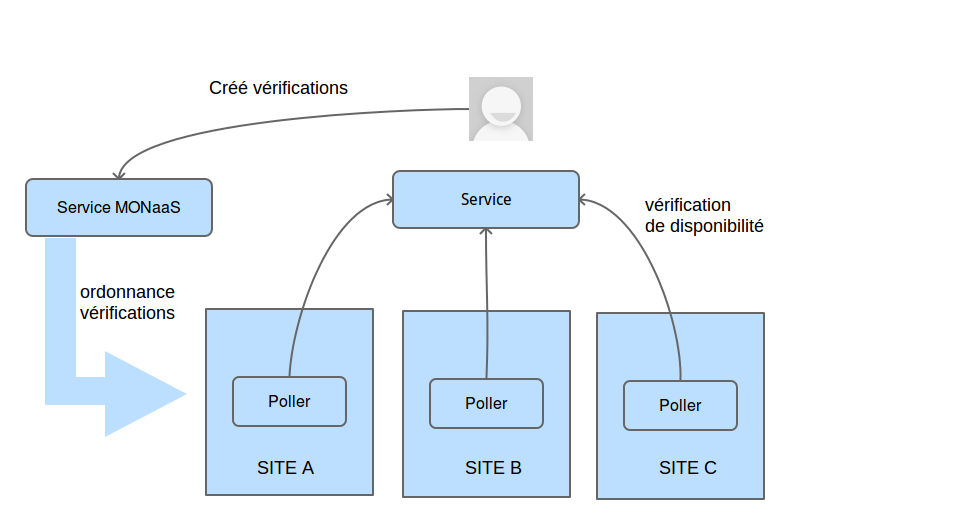 Créé vérifications
Service MONaaS
Service
vérification
de disponibilité
ordonnance
vérifications
Poller
Poller
Poller
SITE A
SITE B
SITE C